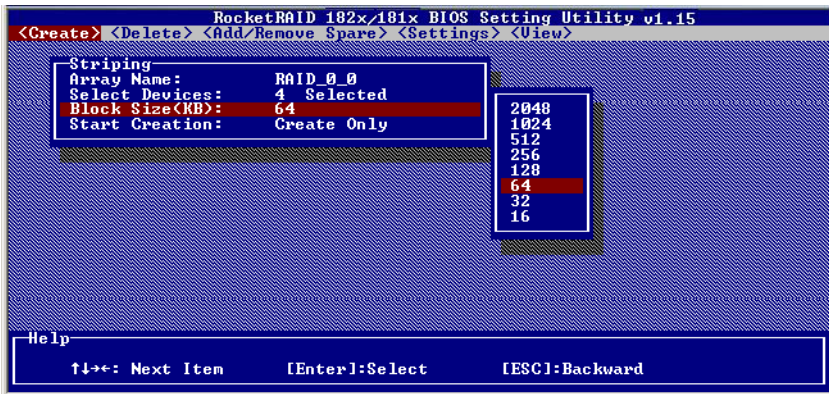 RocketRAID 182x/181x BIOS Setting Utility v1.15
<Create> <Delete> <Add/Remove Spare> <Settings> <View>
Striping
Array Name: RAID_0_0
Select Devices: 4 Selected
Block Size(KB): 64
Start Creation: Create Only
2048
1024
512
256
128
64
32
16
Help
↑↓→←: Next Item [Enter]:Select [ESC]:Backward